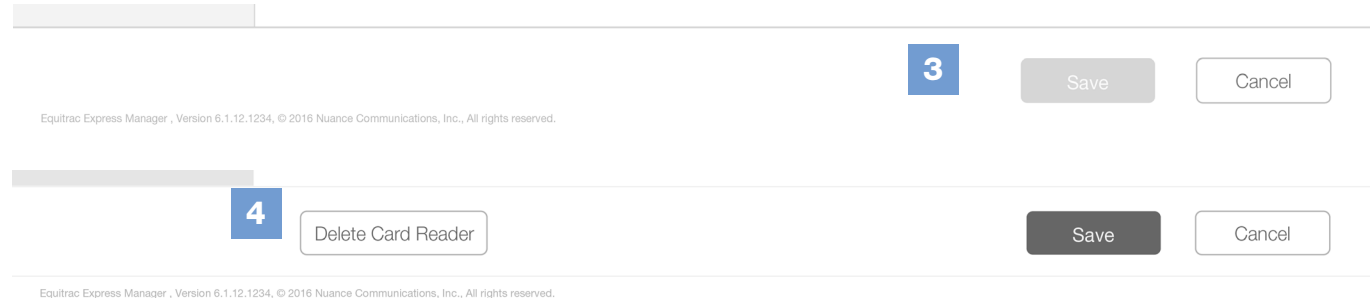 3
Save
Cancel
Equitrac Express Manager , Version 6.1.12.1234, © 2016 Nuance Communications, Inc., All rights reserved.
4
Delete Card Reader
Save
Cancel
Equitrac Express Manager , Version 6.1.12.1234, © 2016 Nuance Communications, Inc., All rights reserved.